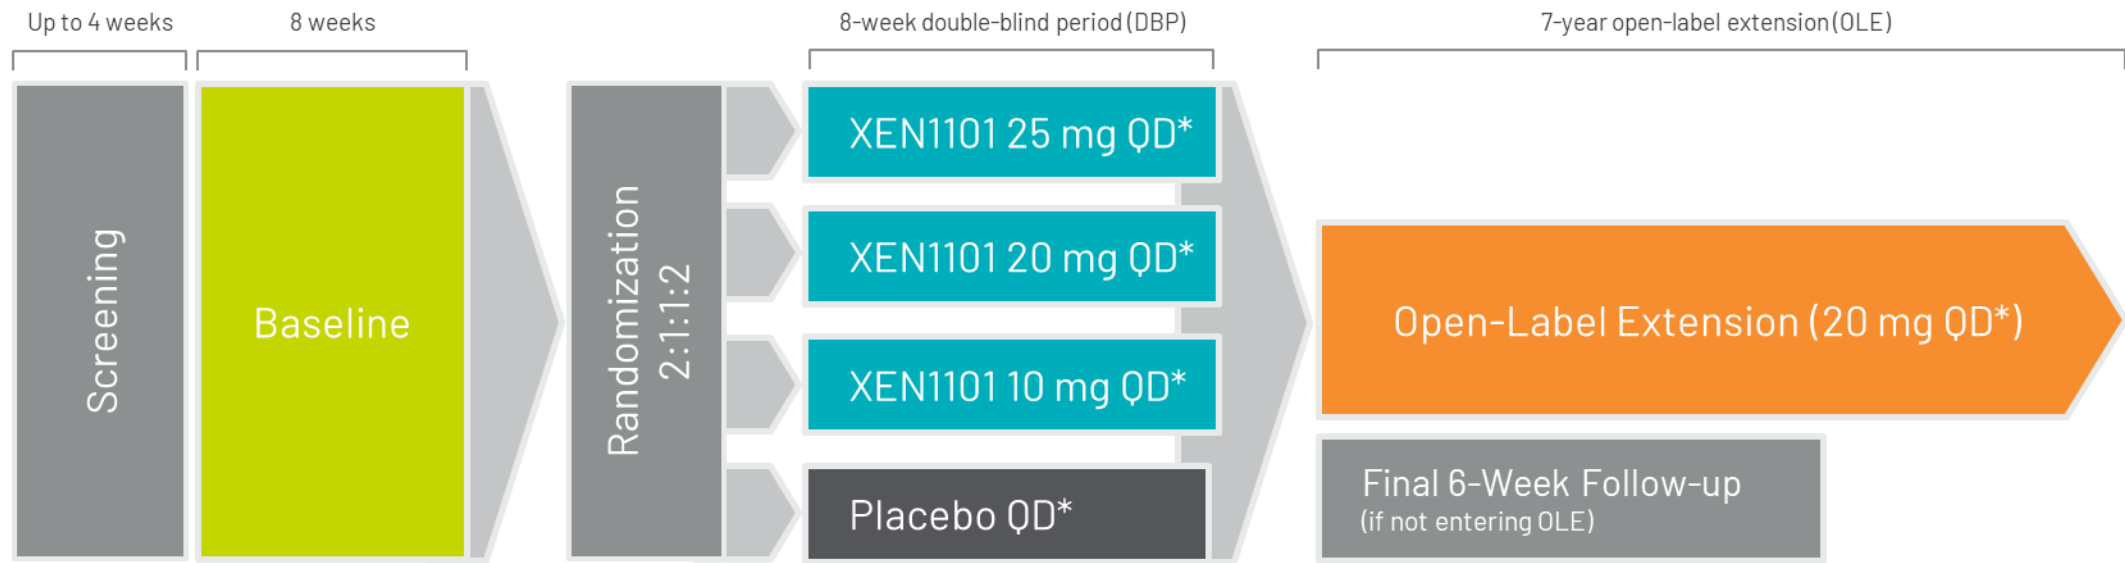 Up to 4 weeks
8 weeks
8-week double-blind period (DBP)
7-year open-label extension (OLE)
Screening
Baseline
Randomization
2:1:1:2
XEN1101 25 mg QD*
XEN1101 20 mg QD*
XEN1101 10 mg QD*
Placebo QD*
Open-Label Extension (20 mg QD*)
Final 6-Week Follow-up
(if not entering OLE)